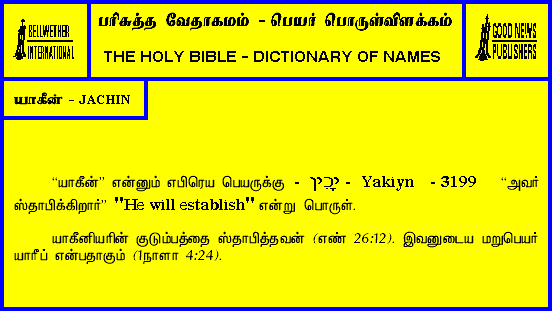 BELLWETHER
INTERNATIONAL
பரிசுத்த வேதாகமம் - பெயர் பொருள்விளக்கம்
THE HOLY BIBLE - DICTIONARY OF NAMES
GOOD NEWS
PUBLISHERS
யாகீன் - JACHIN
“யாகீன்” என்னும் எபிரெய பெயருக்கு - יָכִין - Yakiyn - 3199 “அவர்
ஸ்தாபிக்கிறார்” "He will establish" என்று பொருள்.
யாகீனியரின் குடும்பத்தை ஸ்தாபித்தவன் (எண் 26:12). இவனுடைய மறுபெயர்
யாரீப் என்பதாகும் (1நாளா 4:24).